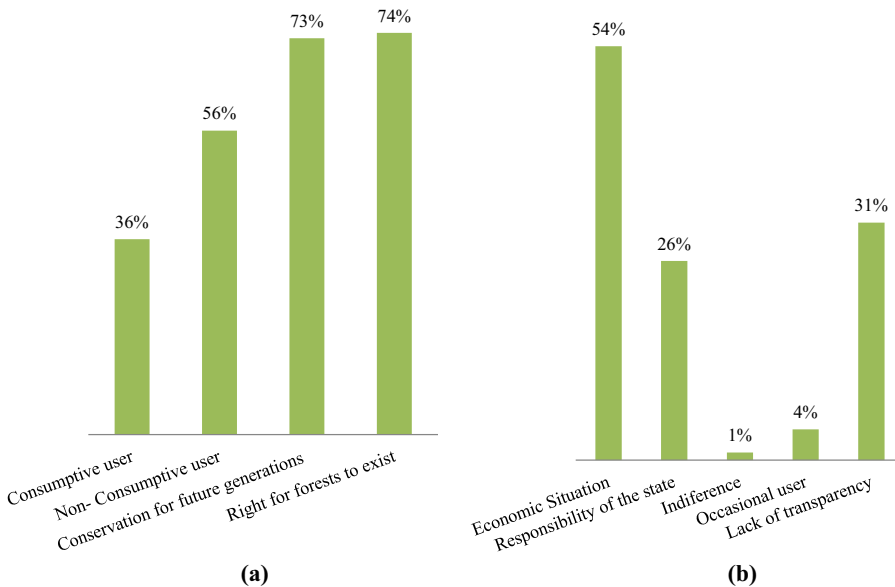 36%
56%
73%
74%
Consumptive user
Non- Consumptive user
Conservation for future generations
Right for forests to exist
(a)
54%
26%
1%
4%
31%
Economic Situation
Responsibility of the state
Indiference
Occasional user
Lack of transparency
(b)